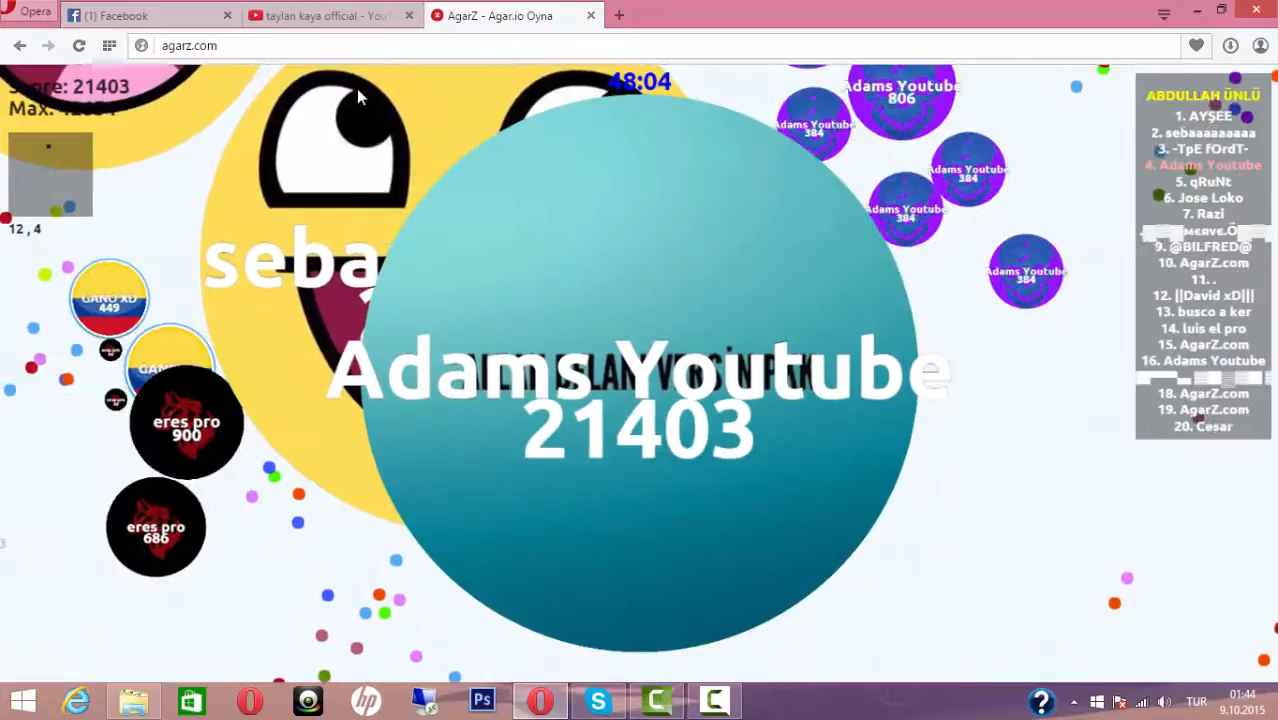 Opera
(1) Facebook
taylan kaya official - YouT
AgarZ - Agar.io Oyna
agarz.com
Score: 21403
Max:
48:04
12 , 4
seba
Adams Youtube
21403
Adams Youtube
806
Adams Youtube
384
Adams Youtube
384
Adams Youtube
384
Adams Youtube
384
GANO XD
449
eres pro
900
eres pro
686
ABDULLAH ÜNLÜ
1. AYŞEE
2. sebaaaaaaaaa
3. -TpE fOrdT-
4. Adams Youtube
5. qRuNt
6. Jose Loko
7. Razi
9. @B!LFRED@
10. AgarZ.com
11. .
12. ||David xD|||
13. busco a ker
14. luis el pro
15. AgarZ.com
16. Adams Youtube
18. AgarZ.com
19. AgarZ.com
20. Cesar
hp
Ps
TUR
01:44
9.10.2015